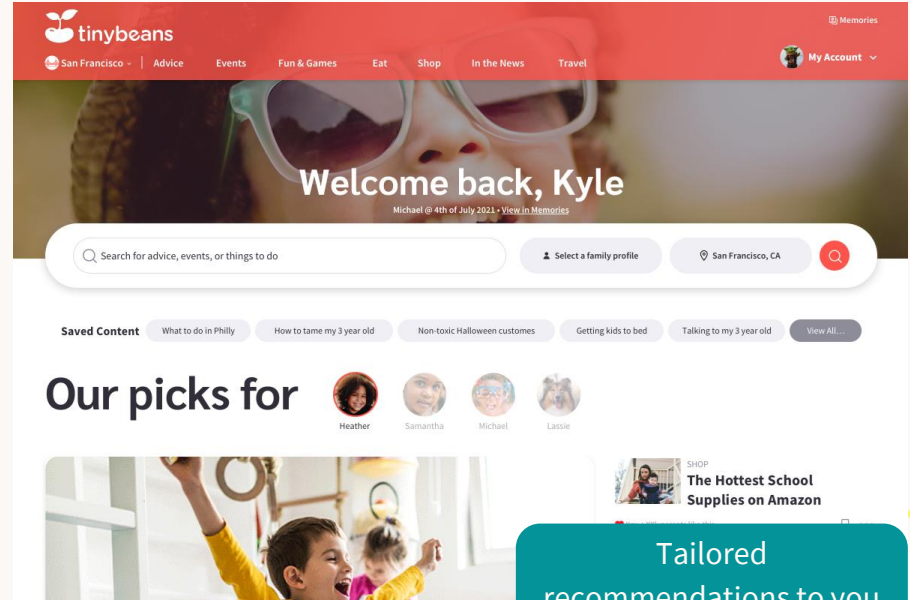 tinybeans
Memories
San Francisco
Advice
Events
Fun & Games
Eat
Shop
In the News
Travel
My Account
Welcome back, Kyle
Michael @ 4th of July 2021 • View in Memories
Search for advice, events, or things to do
Select a family profile
San Francisco, CA
Saved Content
What to do in Philly
How to tame my 3 year old
Non-toxic Halloween customes
Getting kids to bed
Talking to my 3 year old
View All...
Our picks for
Heather
Samantha
Michael
Lassie
SHOP
The Hottest School
Supplies on Amazon
Tailored
recommendations to you